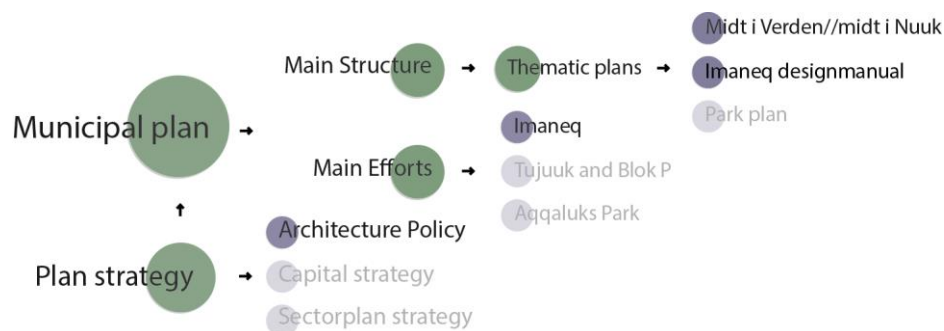 Midt i Verden//midt i Nuuk
Main Structure
Thematic plans
Imaneq designmanual
Park plan
Municipal plan
Imaneq
Main Efforts
Tujuuk and Blok P
Aqqaluks Park
Architecture Policy
Plan strategy
Capital strategy
Sectorplan strategy